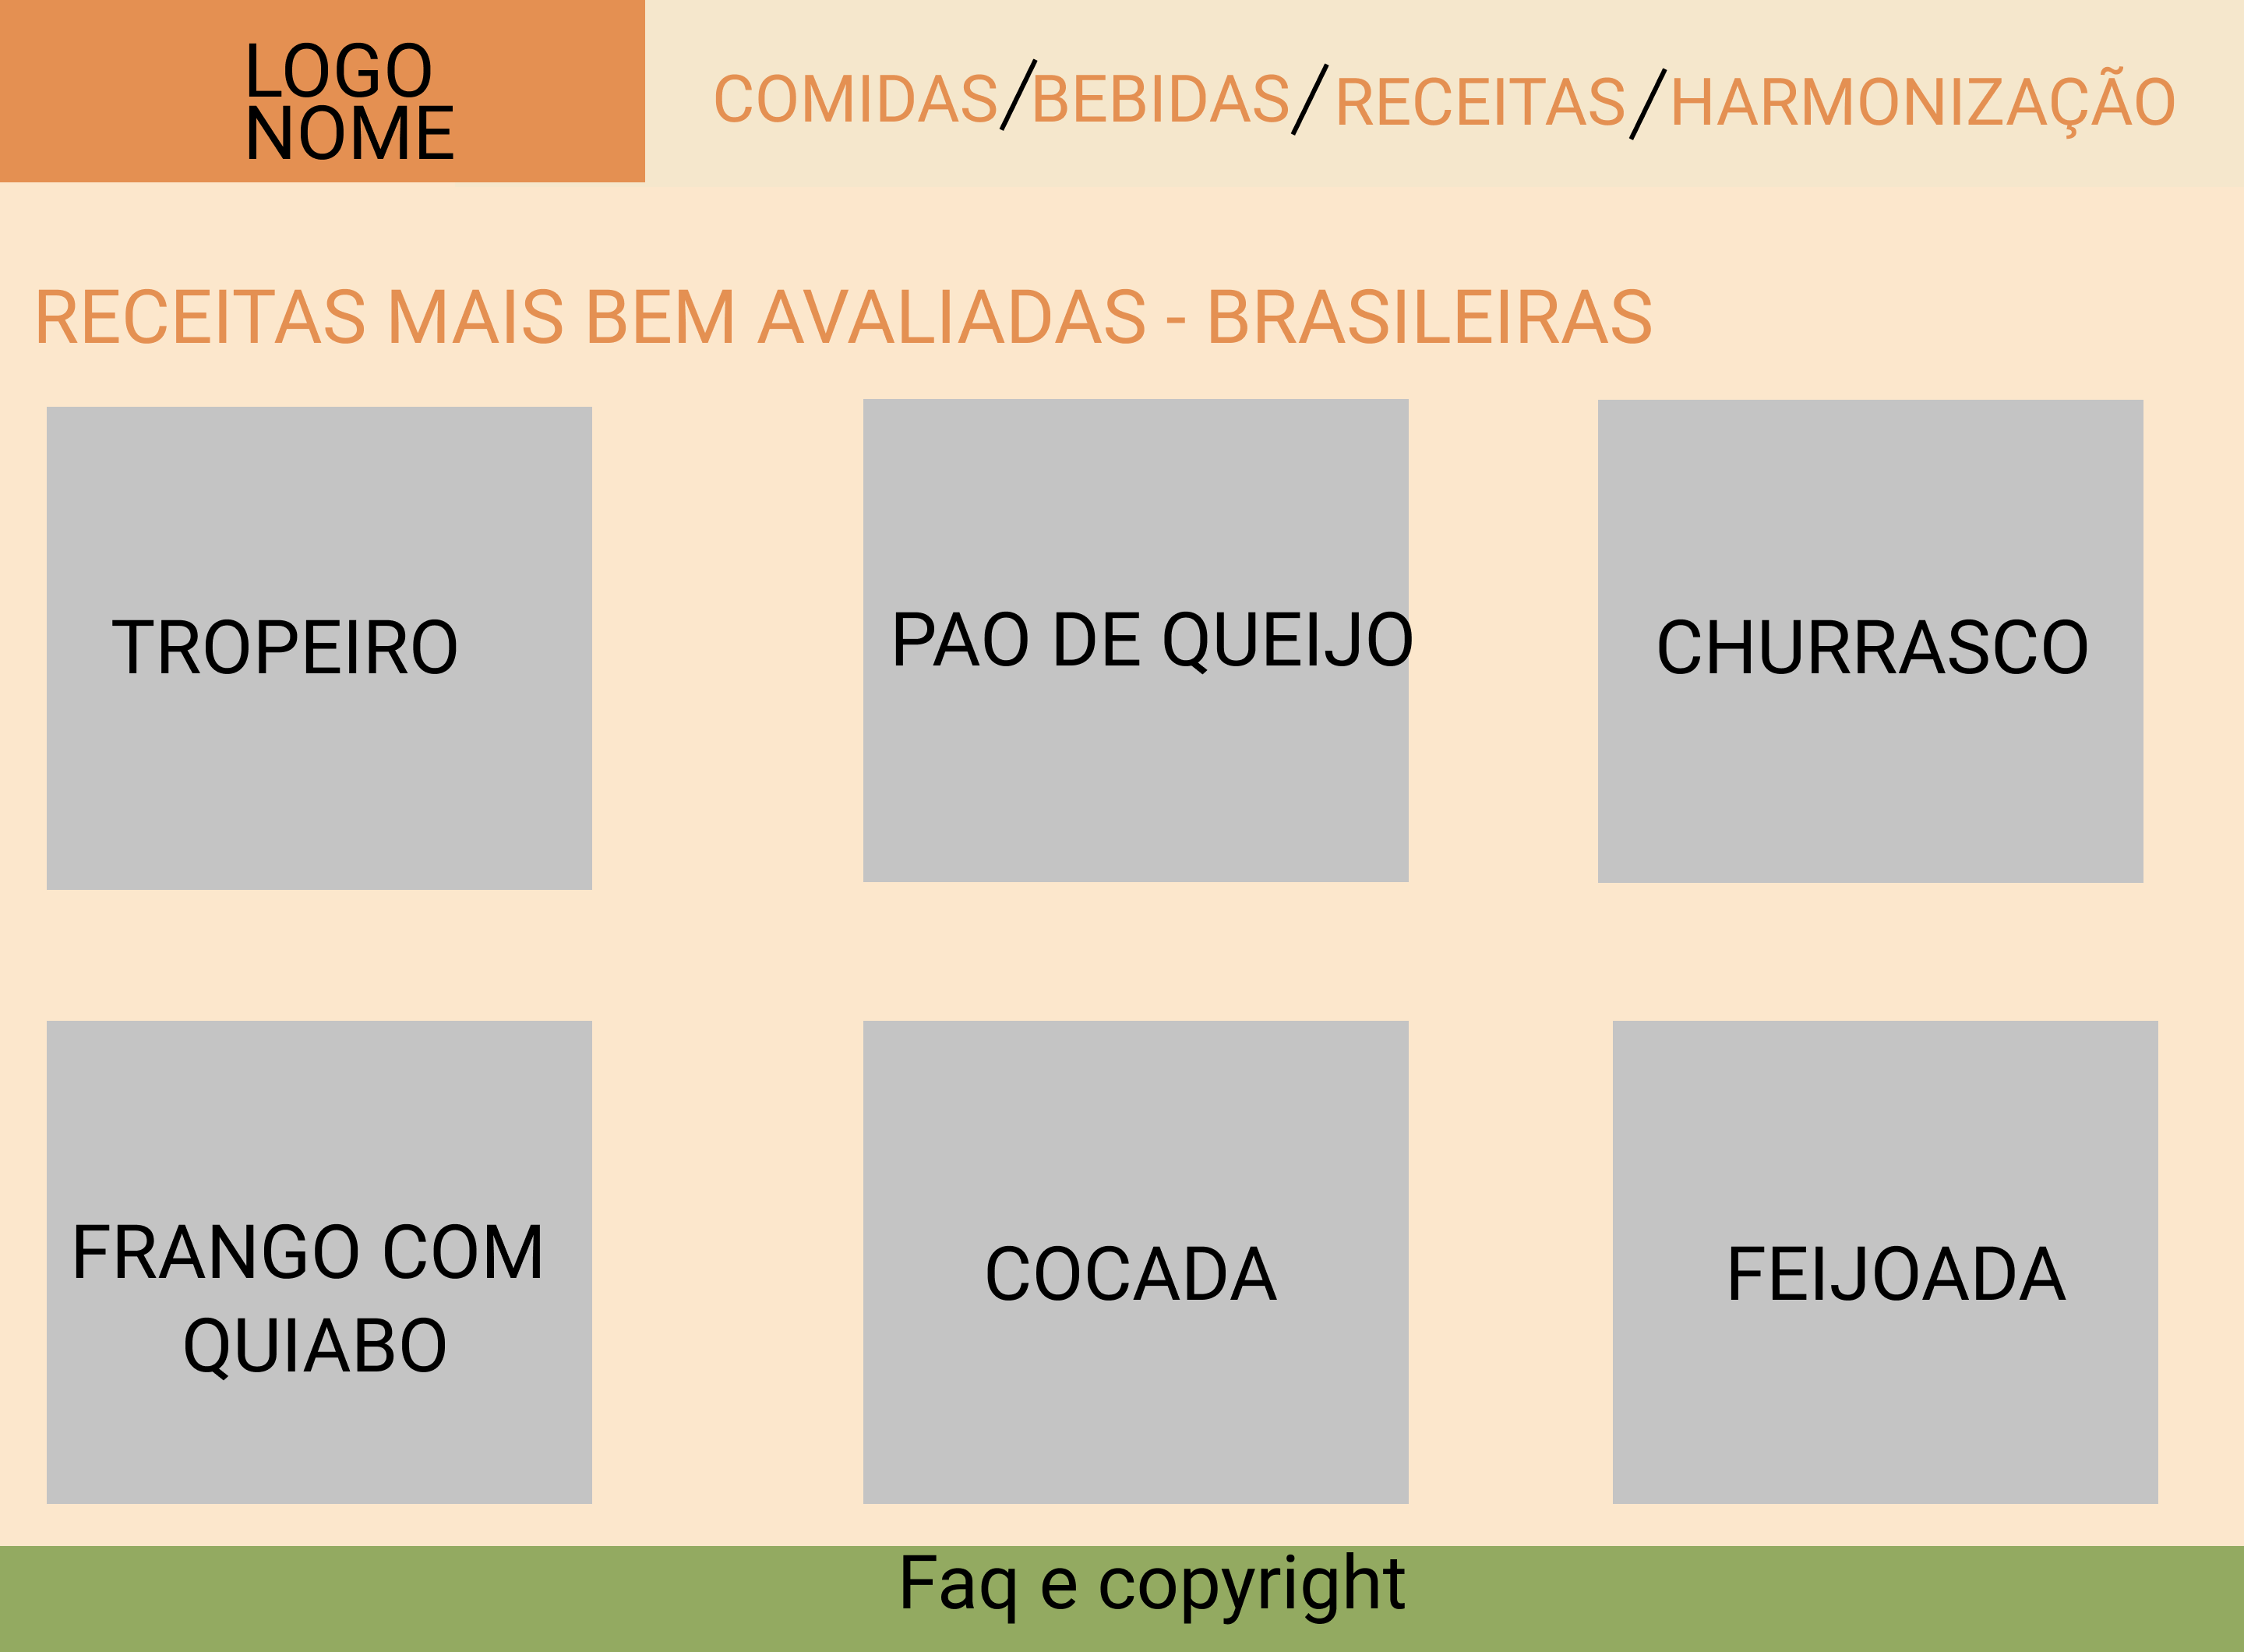 LOGO
NOME
COMIDAS/BEBIDAS/RECEITAS/HARMONIZAÇÃO
RECEITAS MAIS BEM AVALIADAS - BRASILEIRAS
TROPEIRO
PAO DE QUEIJO
CHURRASCO
FRANGO COM
QUIABO
COCADA
FEIJOADA
Faq e copyright